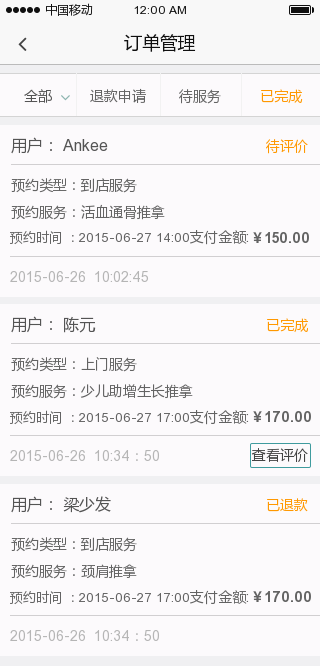 中国移动 12:00 AM
订单管理
全部 退款申请 待服务 已完成
用户： Ankee 待评价
预约类型：到店服务
预约服务：活血通骨推拿
预约时间 ：2015-06-27 14:00支付金额: ¥150.00
2015-06-26 10:02:45
用户： 陈元 已完成
预约类型：上门服务
预约服务：少儿助增生长推拿
预约时间 ：2015-06-27 17:00支付金额: ¥170.00
2015-06-26 10:34：50 查看评价
用户： 梁少发 已退款
预约类型：到店服务
预约服务：颈肩推拿
预约时间 ：2015-06-27 17:00支付金额: ¥170.00
2015-06-26 10:34：50